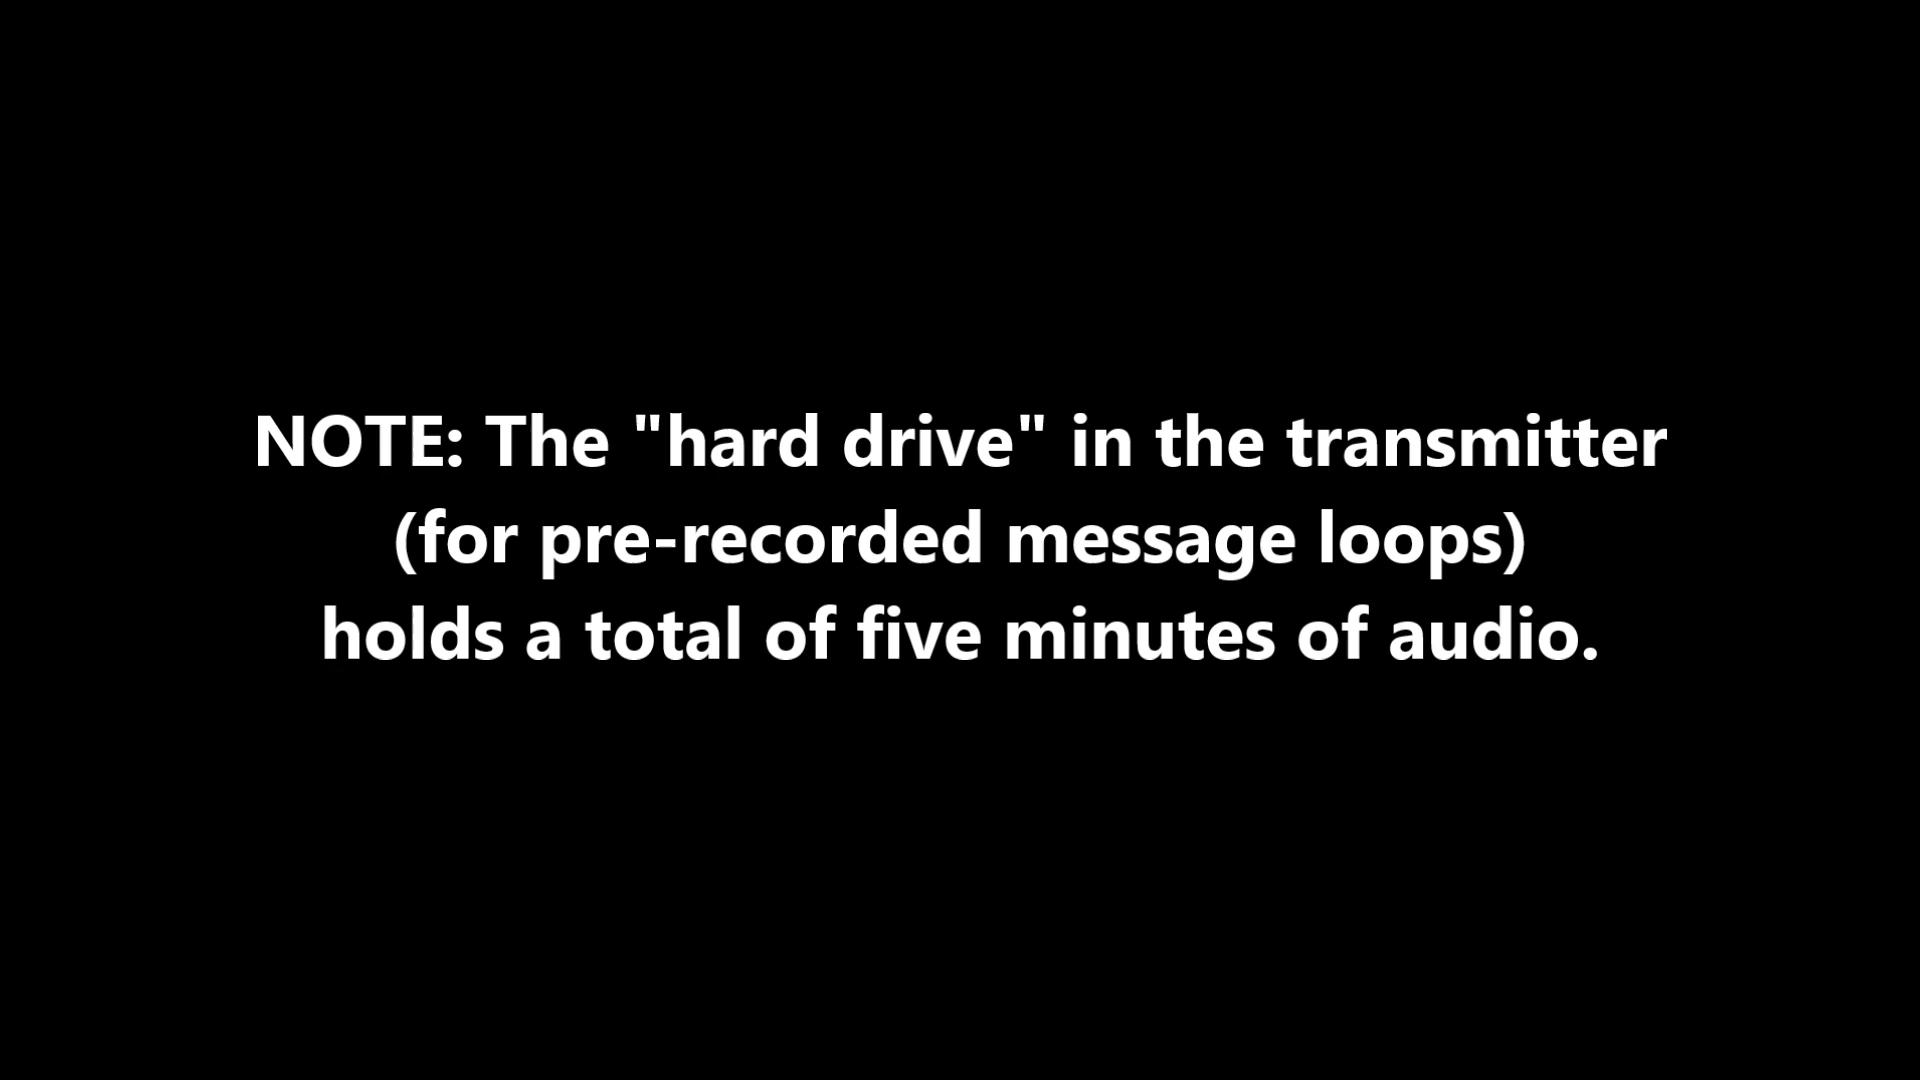 NOTE: The "hard drive" in the transmitter
(for pre-recorded message loops)
holds a total of five minutes of audio.